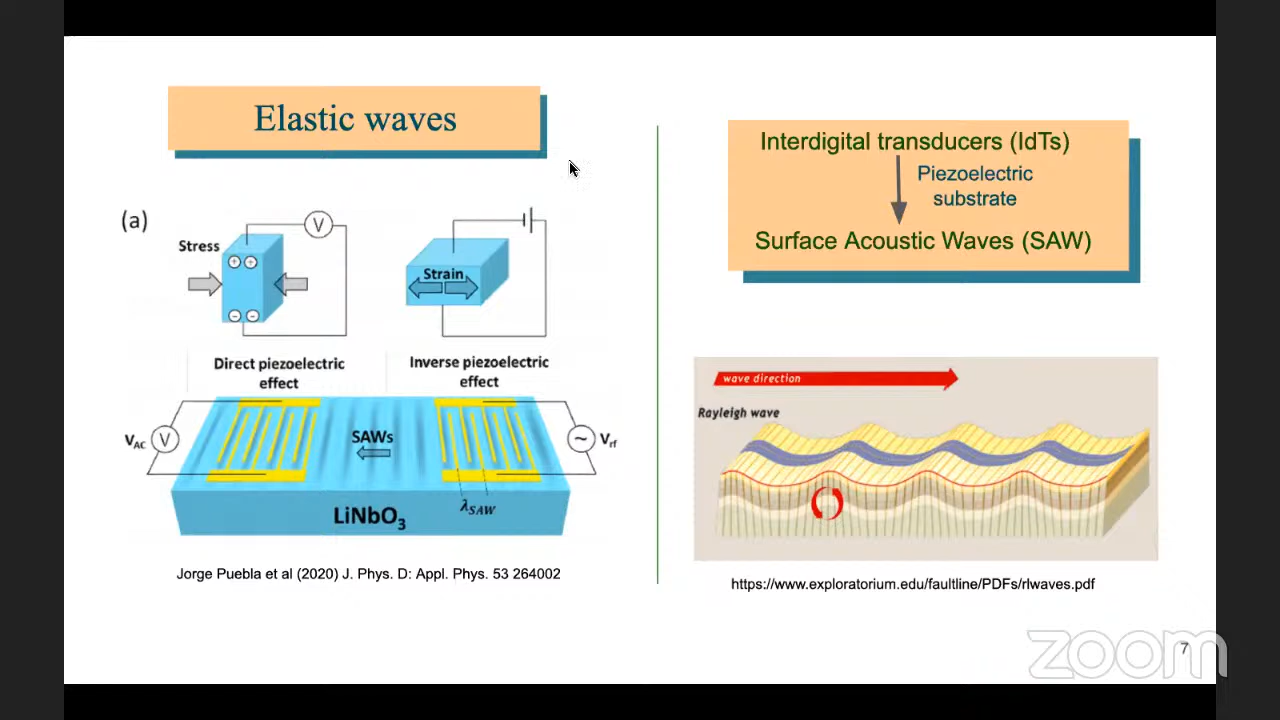 Elastic waves
(a)
Stress
V
Strain
Direct piezoelectric
effect
Inverse piezoelectric
effect
V_AC
V
SAWs
~
V_rf
λ_SAW
LiNbO₃
Jorge Puebla et al (2020) J. Phys. D: Appl. Phys. 53 264002
Interdigital transducers (IdTs)
Piezoelectric
substrate
Surface Acoustic Waves (SAW)
wave direction
Rayleigh wave
https://www.exploratorium.edu/faultline/PDFs/rlwaves.pdf
zoom
7